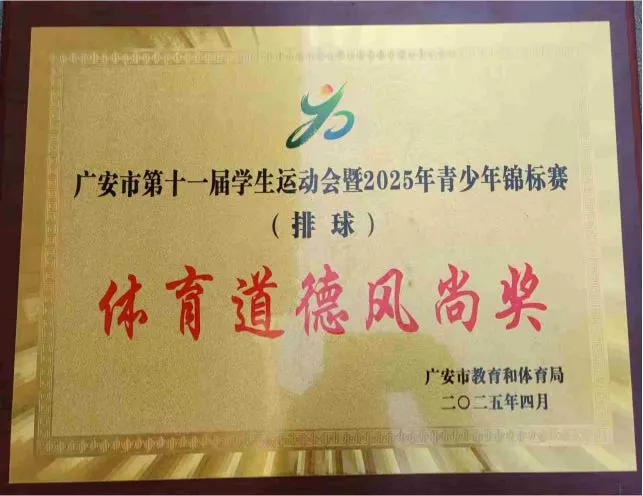 广安市第十一届学生运动会暨2025年青少年锦标赛
（排球）
体育道德风尚奖
广安市教育和体育局
二〇二五年四月